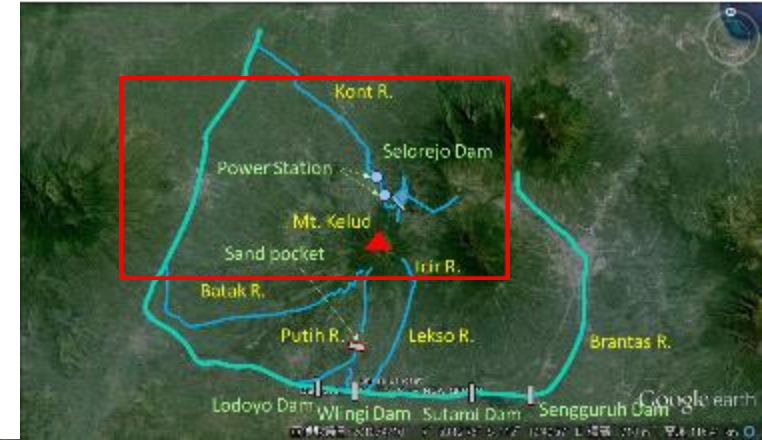 Kont R.
Selorejo Dam
Power Station
Mt. Kelud
Sand pocket
Batak R.
Putih R.
Lekso R.
Brantas R.
Lodoyo Dam
Wlingi Dam
Sutami Dam
Sengguruh Dam
Google earth